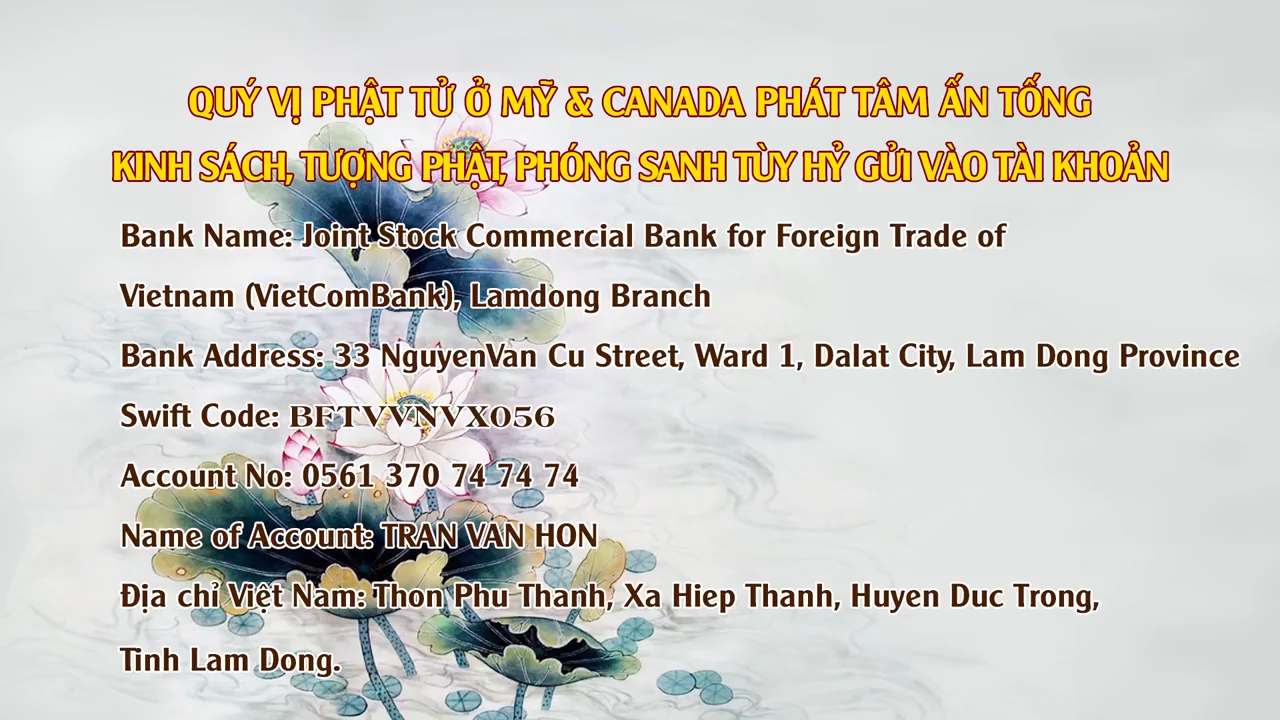 QUÝ VỊ PHẬT TỬ Ở MỸ & CANADA PHÁT TÂM ẤN TỐNG
KINH SÁCH, TƯỢNG PHẬT, PHÓNG SANH TÙY HỶ GỬI VÀO TÀI KHOẢN
Bank Name: Joint Stock Commercial Bank for Foreign Trade of
Vietnam (VietComBank), Lamdong Branch
Bank Address: 33 NguyenVan Cu Street, Ward 1, Dalat City, Lam Dong Province
Swift Code: BFTVVNVX056
Account No: 0561 370 74 74 74
Name of Account: TRAN VAN HON
Địa chỉ Việt Nam: Thon Phu Thanh, Xa Hiep Thanh, Huyen Duc Trong,
Tinh Lam Dong.